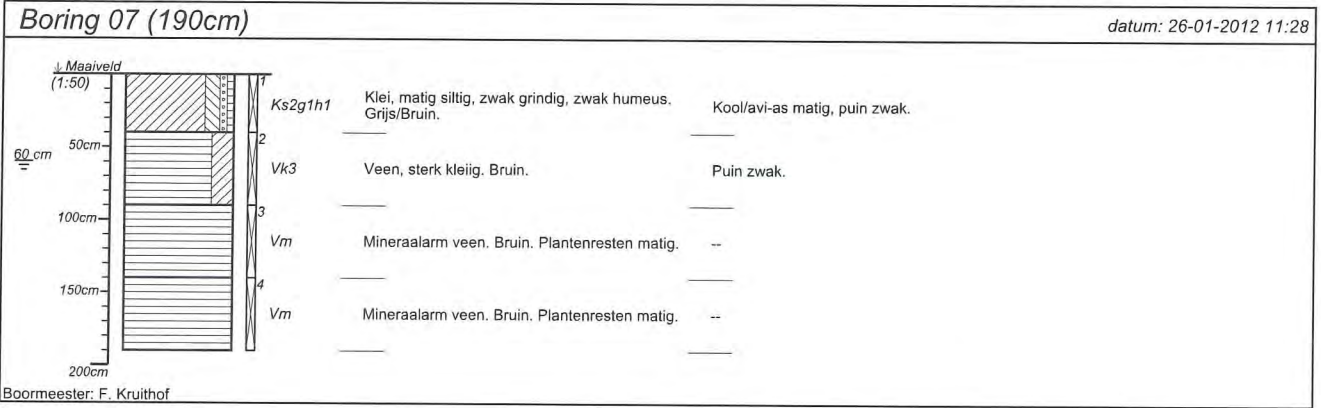 Boring 07 (190cm)
datum: 26-01-2012 11:28
↓ Maaiveld
(1:50)
1
Ks2g1h1
Klei, matig siltig, zwak grindig, zwak humeus.
Grijs/Bruin.
Kool/avi-as matig, puin zwak.
50cm
60 cm
2
Vk3
Veen, sterk kleiig. Bruin.
Puin zwak.
100cm
3
Vm
Mineraalarm veen. Bruin. Plantenresten matig.
--
150cm
4
Vm
Mineraalarm veen. Bruin. Plantenresten matig.
--
200cm
Boormeester: F. Kruithof